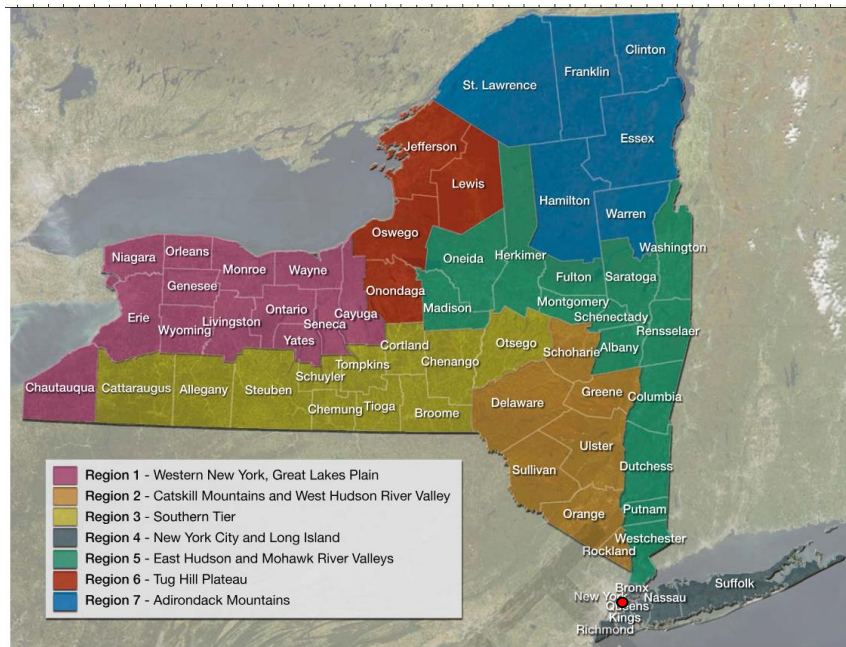 Clinton
Franklin
St. Lawrence
Essex
Jefferson
Lewis
Hamilton
Warren
Oswego
Washington
Niagara
Orleans
Monroe
Wayne
Oneida
Herkimer
Fulton
Saratoga
Genesee
Onondaga
Madison
Montgomery
Erie
Wyoming
Livingston
Ontario
Seneca
Cayuga
Schenectady
Rensselaer
Yates
Cortland
Otsego
Schoharie
Albany
Chautauqua
Cattaraugus
Allegany
Steuben
Schuyler
Tompkins
Chenango
Chemung
Tioga
Broome
Delaware
Greene
Columbia
Ulster
Sullivan
Dutchess
Orange
Putnam
Westchester
Rockland
Region 1 - Western New York, Great Lakes Plain
Region 2 - Catskill Mountains and West Hudson River Valley
Region 3 - Southern Tier
Region 4 - New York City and Long Island
Region 5 - East Hudson and Mohawk River Valleys
Region 6 - Tug Hill Plateau
Region 7 - Adirondack Mountains
Bronx
New York
Nassau
Suffolk
Queens
Kings
Richmond